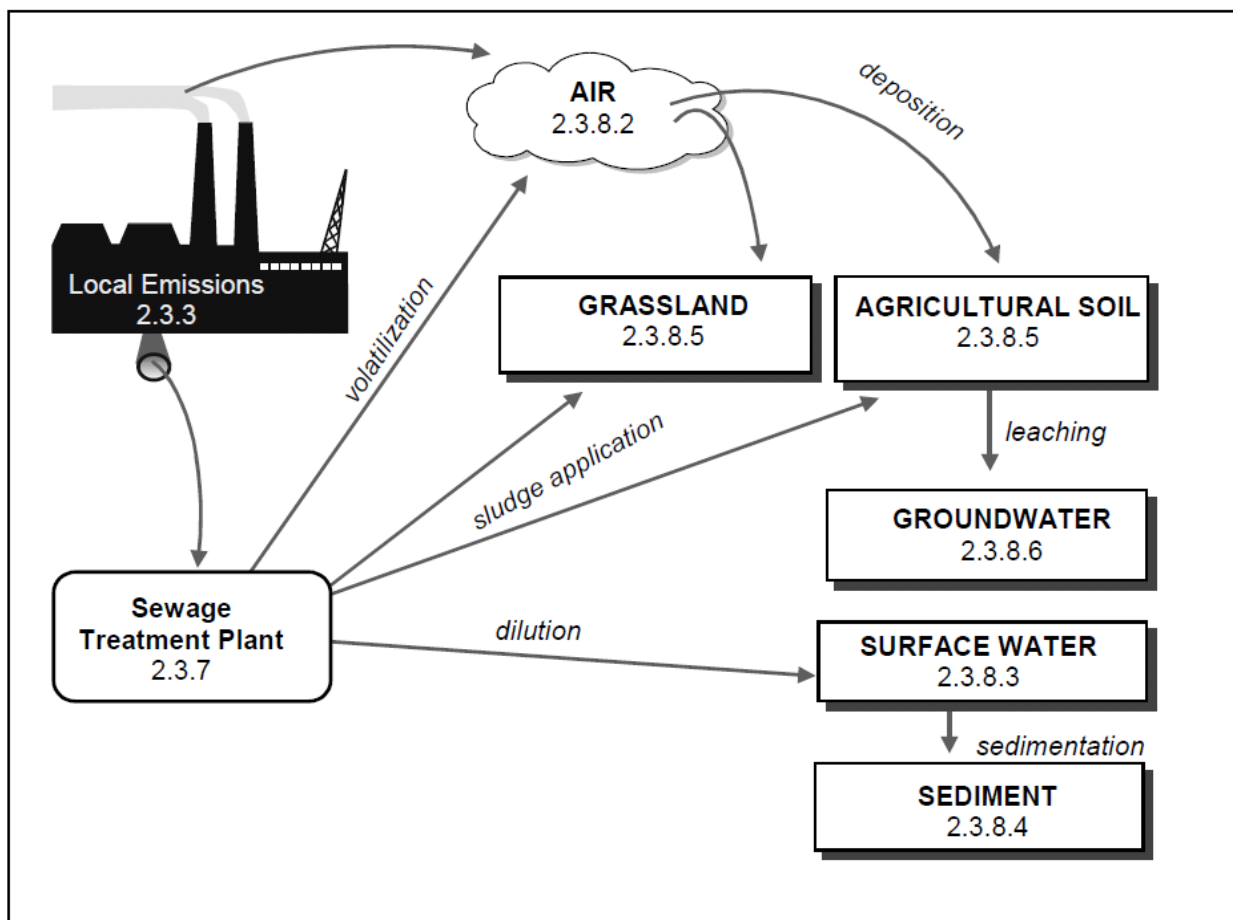 AIR
2.3.8.2
deposition
Local Emissions
2.3.3
volatilization
GRASSLAND
2.3.8.5
AGRICULTURAL SOIL
2.3.8.5
leaching
sludge application
GROUNDWATER
2.3.8.6
Sewage
Treatment Plant
2.3.7
dilution
SURFACE WATER
2.3.8.3
sedimentation
SEDIMENT
2.3.8.4